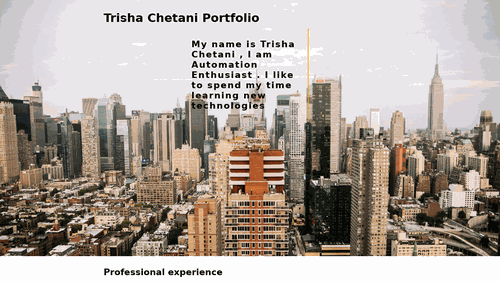 Trisha Chetani Portfolio
My name is Trisha
Chetani , I am
Automation
Enthusiast . I like
to spend my time
learning new
technologies
Professional experience